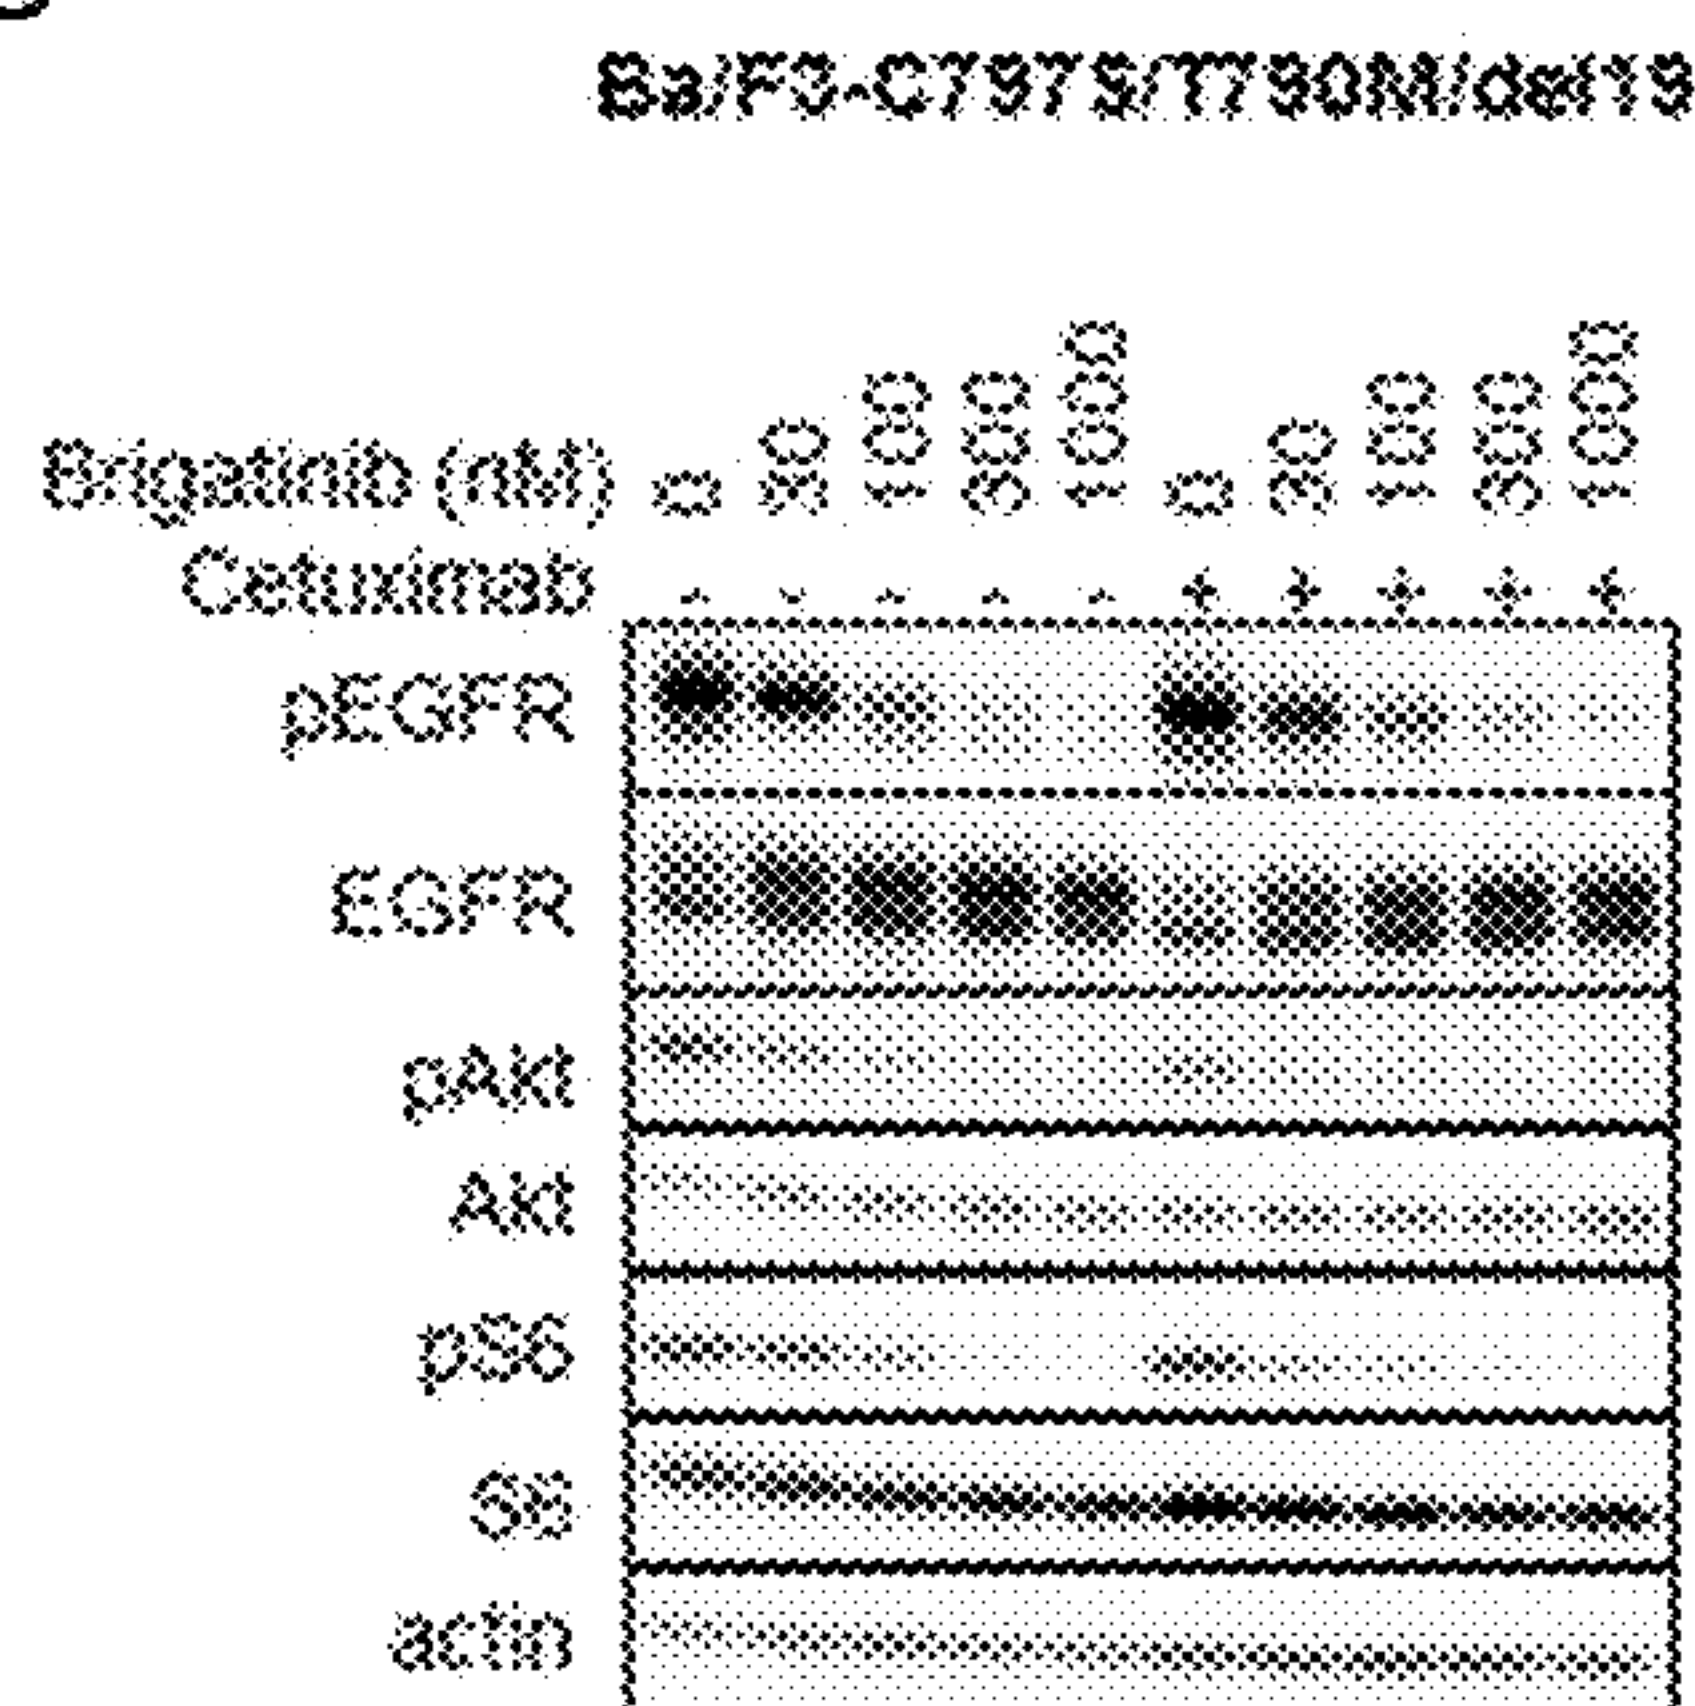 Ba/F3-C797S/T790M/del19
Brigatinib (nM) 0 30 100 300 1000 0 30 100 300 1000
Cetuximab - - - - - + + + + +
pEGFR
EGFR
pAkt
Akt
pS6
S6
actin